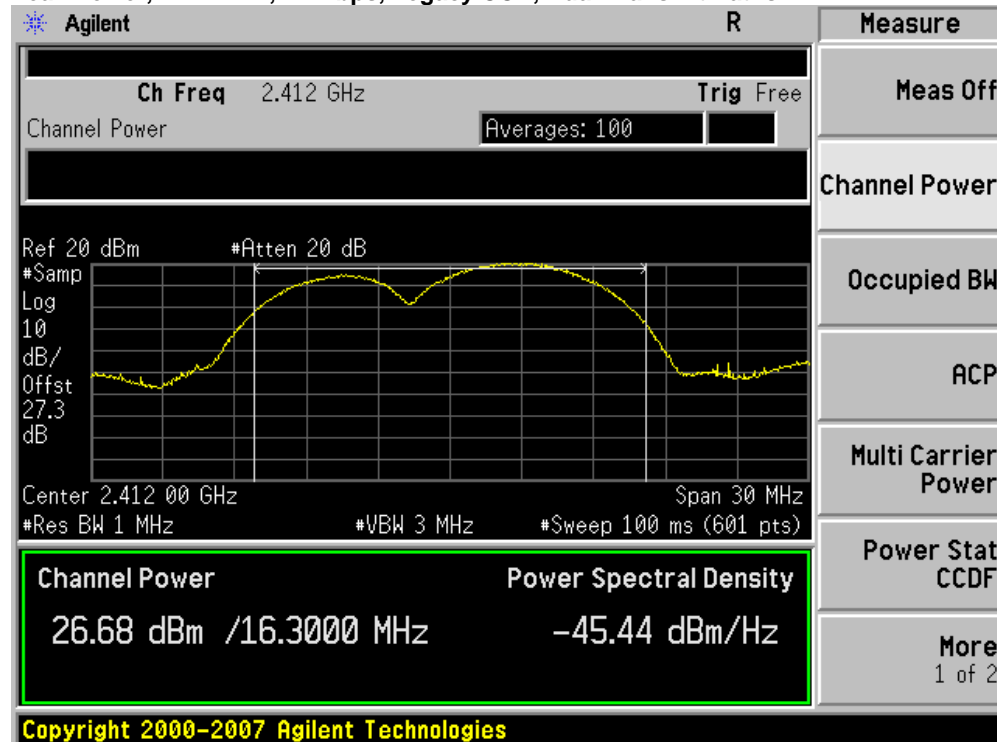 Agilent R Measure
Ch Freq 2.412 GHz Trig Free
Meas Off
Channel Power Averages: 100
Channel Power
Ref 20 dBm #Atten 20 dB
#Samp
Log
10
dB/
Offst
27.3
dB
Occupied BW
ACP
Multi Carrier
Power
Center 2.412 00 GHz Span 30 MHz
#Res BW 1 MHz #VBW 3 MHz #Sweep 100 ms (601 pts)
Power Stat
CCDF
Channel Power Power Spectral Density
26.68 dBm /16.3000 MHz -45.44 dBm/Hz
More
1 of 2
Copyright 2000-2007 Agilent Technologies